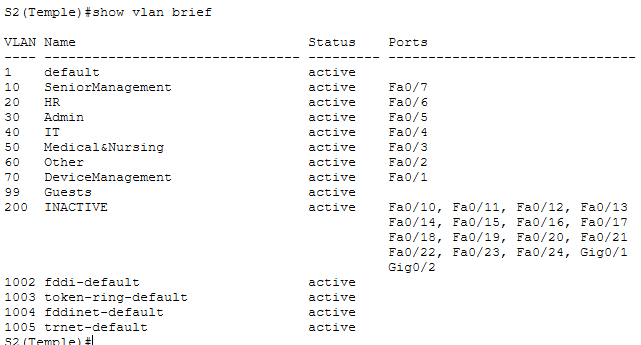 S2(Temple)#show vlan brief
VLAN Name                             Status    Ports
---- -------------------------------- --------- -------------------------------
1    default                          active
10   SeniorManagement                 active    Fa0/7
20   HR                               active    Fa0/6
30   Admin                            active    Fa0/5
40   IT                               active    Fa0/4
50   Medical&Nursing                  active    Fa0/3
60   Other                            active    Fa0/2
70   DeviceManagement                 active    Fa0/1
99   Guests                           active
200  INACTIVE                         active    Fa0/10, Fa0/11, Fa0/12, Fa0/13
                                                Fa0/14, Fa0/15, Fa0/16, Fa0/17
                                                Fa0/18, Fa0/19, Fa0/20, Fa0/21
                                                Fa0/22, Fa0/23, Fa0/24, Gig0/1
                                                Gig0/2
1002 fddi-default                     active
1003 token-ring-default               active
1004 fddinet-default                  active
1005 trnet-default                    active
S2(Temple)#